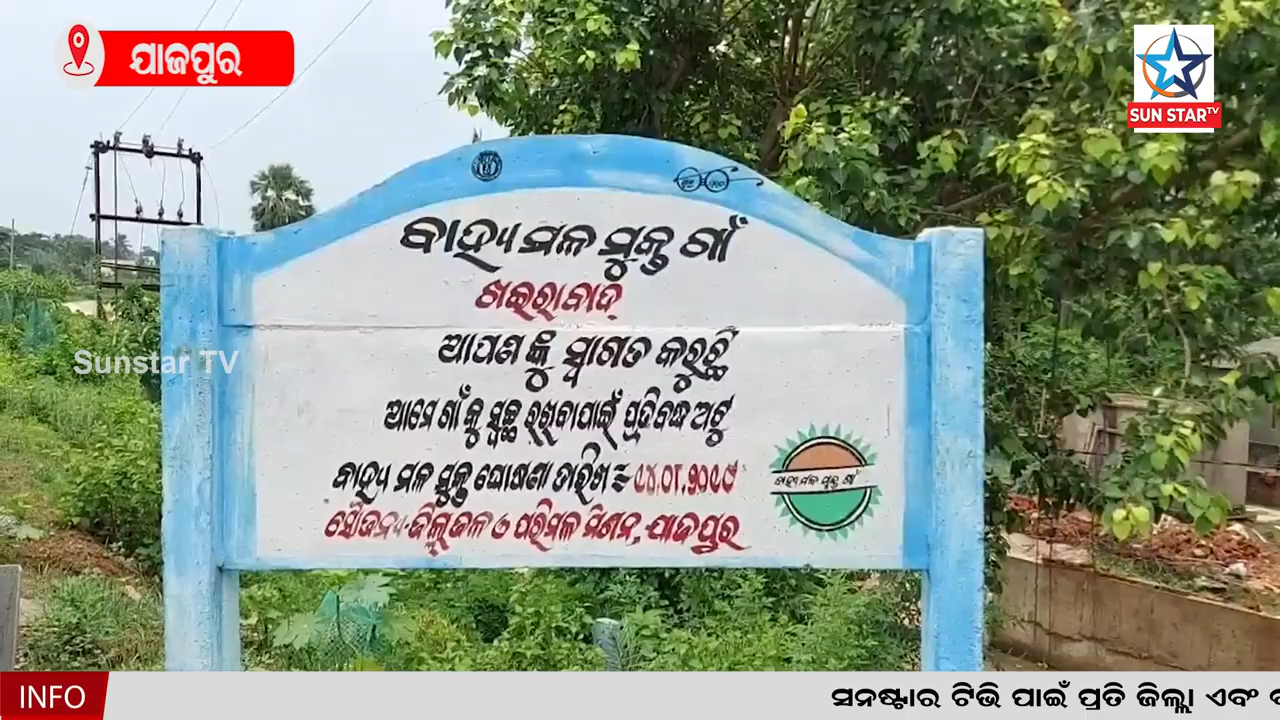 ଯାଜପୁର
SUN STAR TV
ବାହ୍ୟ ମଳ ମୁକ୍ତ ଗାଁ
ଖଇରାବାଦ୍
ଆପଣଙ୍କୁ ସ୍ୱାଗତ କରୁଚ୍ଛି
Sunstar TV
ଆମେ ଗାଁ କୁ ସ୍ୱଚ୍ଛ ରଖିବା ପାଇଁ ପ୍ରତିବଦ୍ଧ ଅଟୁ
ବାହ୍ୟ ମଳ ମୁକ୍ତ ଘୋଷଣା ତାରିଖ
ବାହ୍ୟ ମଳ ମୁକ୍ତ ଗାଁ
ସୌଜନ୍ୟ-ଜିଲ୍ଲା ଜଳ ଓ ପରିମଳ ମିଶନ, ଯାଜପୁର
INFO
ସନଷ୍ଟାର ଟିଭି ପାଇଁ ପ୍ରତି ଜିଲ୍ଲା ଏବଂ